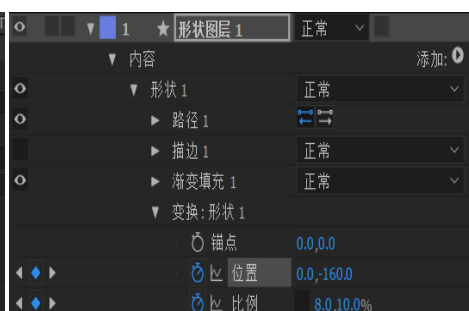 1 形状图层 1 正常
内容 添加:
形状 1 正常
路径 1
描边 1 正常
渐变填充 1 正常
变换:形状 1
锚点 0.0,0.0
位置 0.0,-160.0
比例 8.0,10.0%